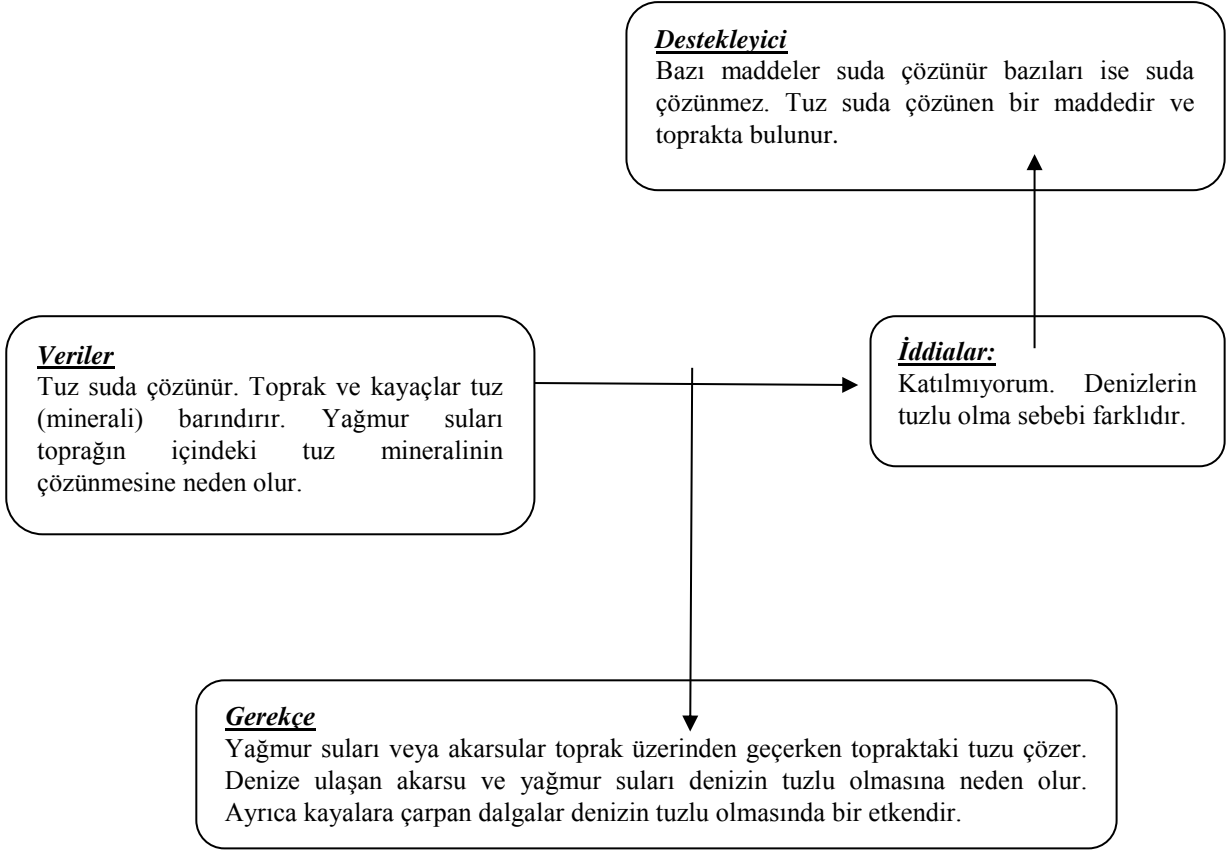 Destekleyici
Bazı maddeler suda çözünür bazıları ise suda
çözünmez. Tuz suda çözünen bir maddedir ve
toprakta bulunur.
Veriler
Tuz suda çözünür. Toprak ve kayaçlar tuz
(minerali) barındırır. Yağmur suları
toprağın içindeki tuz mineralinin
çözünmesine neden olur.
İddialar:
Katılmıyorum. Denizlerin
tuzlu olma sebebi farklıdır.
Gerekçe
Yağmur suları veya akarsular toprak üzerinden geçerken topraktaki tuzu çözer.
Denize ulaşan akarsu ve yağmur suları denizin tuzlu olmasına neden olur.
Ayrıca kayalara çarpan dalgalar denizin tuzlu olmasında bir etkendir.